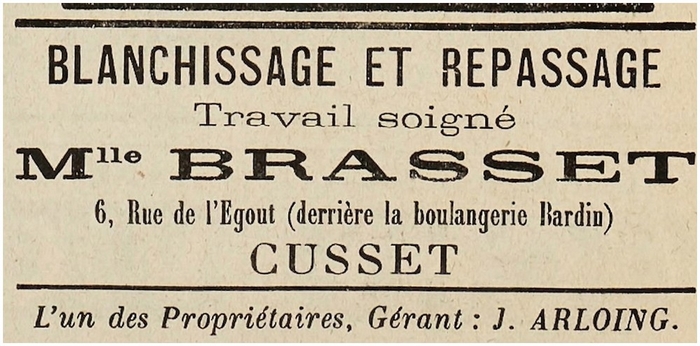 BLANCHISSAGE ET REPASSAGE
Travail soigné
Mlle BRASSET
6, Rue de l'Egout (derrière la boulangerie Bardin)
CUSSET
L'un des Propriétaires, Gérant : J. ARLOING.